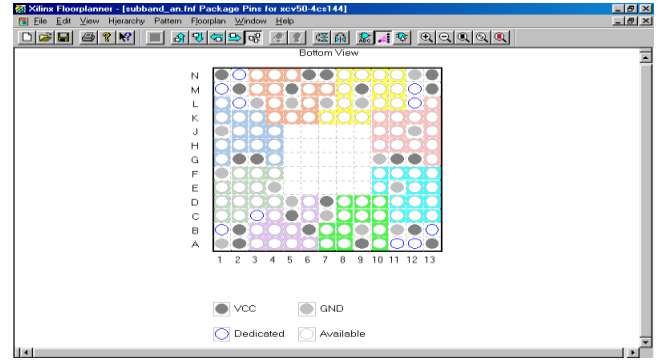 Xilinx Floorplanner - [subband_an.fnf Package Pins for xcv50-4cs144]
File Edit View Hierarchy Pattern Floorplan Window Help
Bottom View
N
M
L
K
J
H
G
F
E
D
C
B
A
1 2 3 4 5 6 7 8 9 10 11 12 13
VCC GND
Dedicated Available